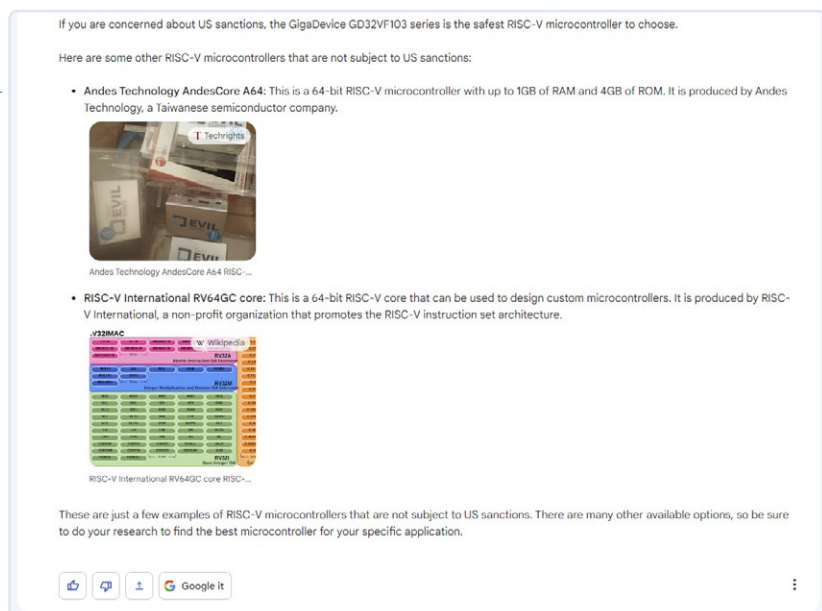 If you are concerned about US sanctions, the GigaDevice GD32VF103 series is the safest RISC-V microcontroller to choose.
Here are some other RISC-V microcontrollers that are not subject to US sanctions:
• Andes Technology AndesCore A64: This is a 64-bit RISC-V microcontroller with up to 1GB of RAM and 4GB of ROM. It is produced by Andes
Technology, a Taiwanese semiconductor company.
T Techrights
EVIL
EVIL
EVIL
Andes Technology AndesCore A64 RISC-...
• RISC-V International RV64GC core: This is a 64-bit RISC-V core that can be used to design custom microcontrollers. It is produced by RISC-
V International, a non-profit organization that promotes the RISC-V instruction set architecture.
.V32IMAC
W Wikipedia
RV32A
RV32M
RV32I
RISC-V International RV64GC core RISC-...
These are just a few examples of RISC-V microcontrollers that are not subject to US sanctions. There are many other available options, so be sure
to do your research to find the best microcontroller for your specific application.
Google it